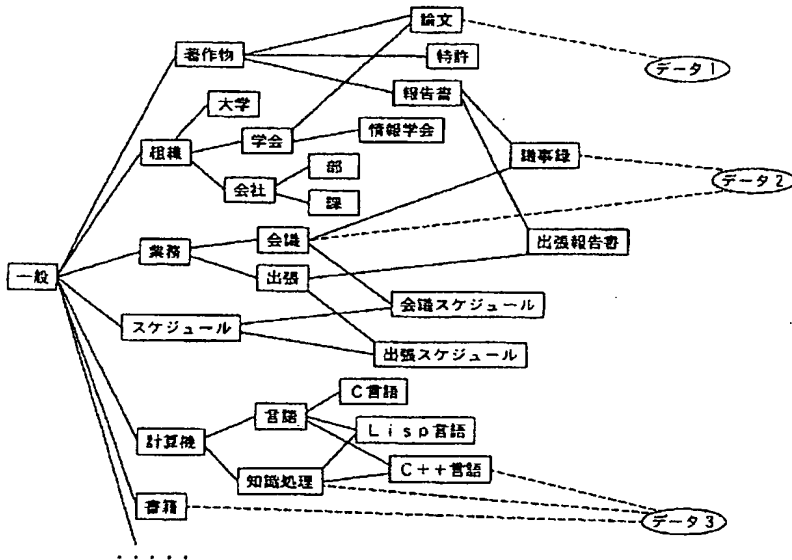 論文
著作物
特許
データ1
報告書
大学
学会
情報学会
組織
議事録
部
会社
データ2
課
会議
業務
出張報告書
出張
一般
会議スケジュール
スケジュール
出張スケジュール
C言語
言語
Lisp言語
計算機
C++言語
知識処理
書籍
データ3
・・・・・